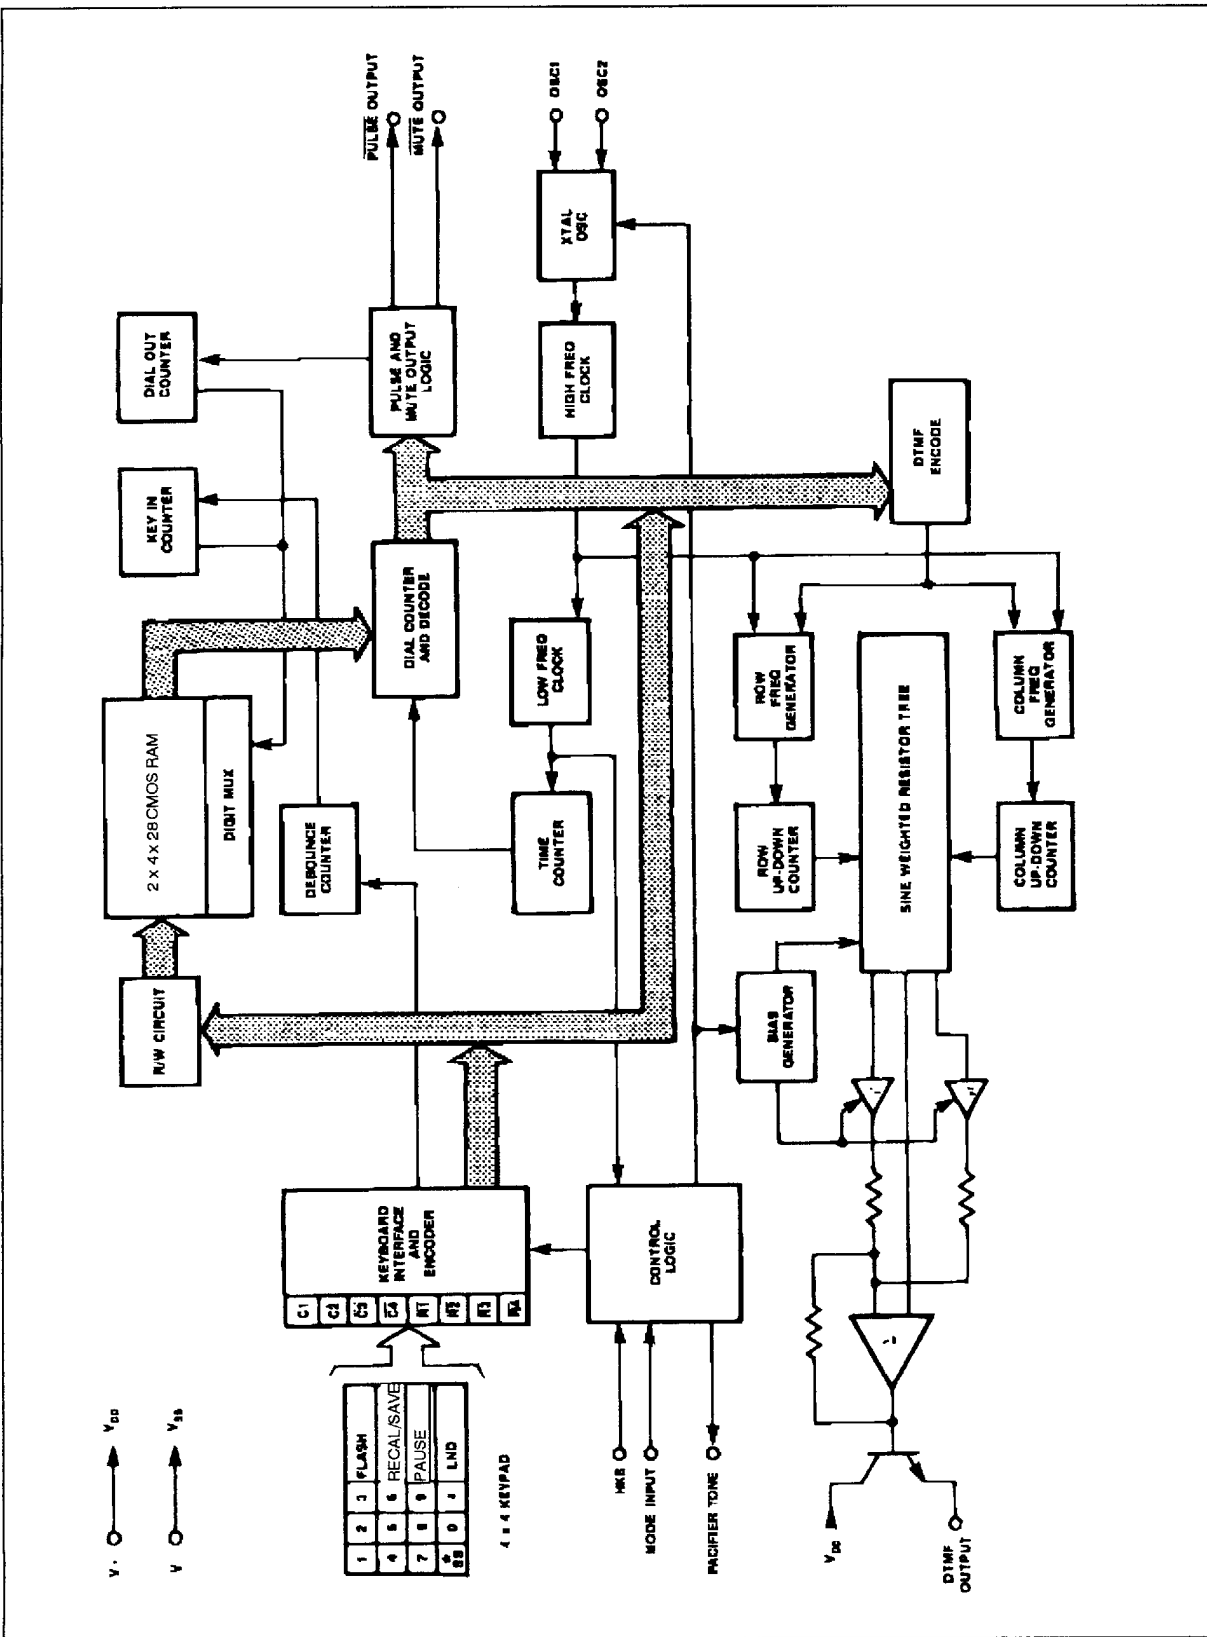 V+
VDD
V-
VSS
1 2 3 FLASH
4 5 6 RECAL/SAVE
7 8 9 PAUSE
0 LND
4 x 4 KEYPAD
C1
C2
C3
C4
R1
R2
R3
R4
KEYBOARD
INTERFACE
AND
ENCODER
R/W CIRCUIT
2 x 4 x 28 CMOS RAM
DIGIT MUX
DEBOUNCE
COUNTER
KEY IN
COUNTER
DIAL OUT
COUNTER
DIAL COUNTER
AND DECODE
PULSE AND
MUTE OUTPUT
LOGIC
PULSE OUTPUT
MUTE OUTPUT
HKS
MODE INPUT
PACIFIER TONE
CONTROL
LOGIC
TIME
COUNTER
LOW FREQ
CLOCK
HIGH FREQ
CLOCK
XTAL
OSC
OSC1
OSC2
BIAS
GENERATOR
ROW
UP-DOWN
COUNTER
ROW
FREQ
GENERATOR
SINE WEIGHTED RESISTOR TREE
COLUMN
UP-DOWN
COUNTER
COLUMN
FREQ
GENERATOR
DTMF
ENCODE
VDD
DTMF
OUTPUT